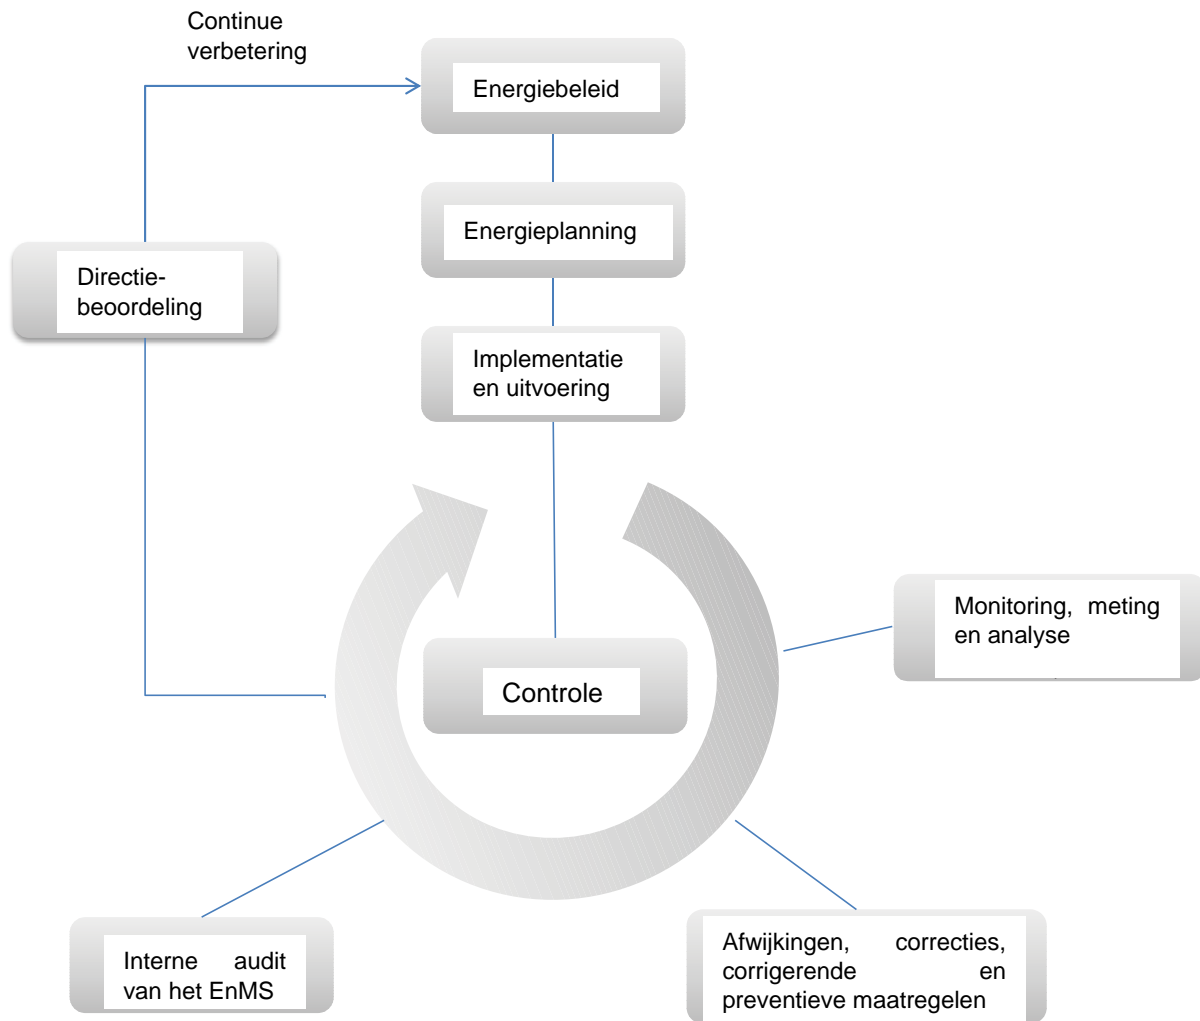 Continue
verbetering
Energiebeleid
Energieplanning
Directie-
beoordeling
Implementatie
en uitvoering
Monitoring, meting
en analyse
Controle
Interne audit
van het EnMS
Afwijkingen, correcties,
corrigerende en
preventieve maatregelen